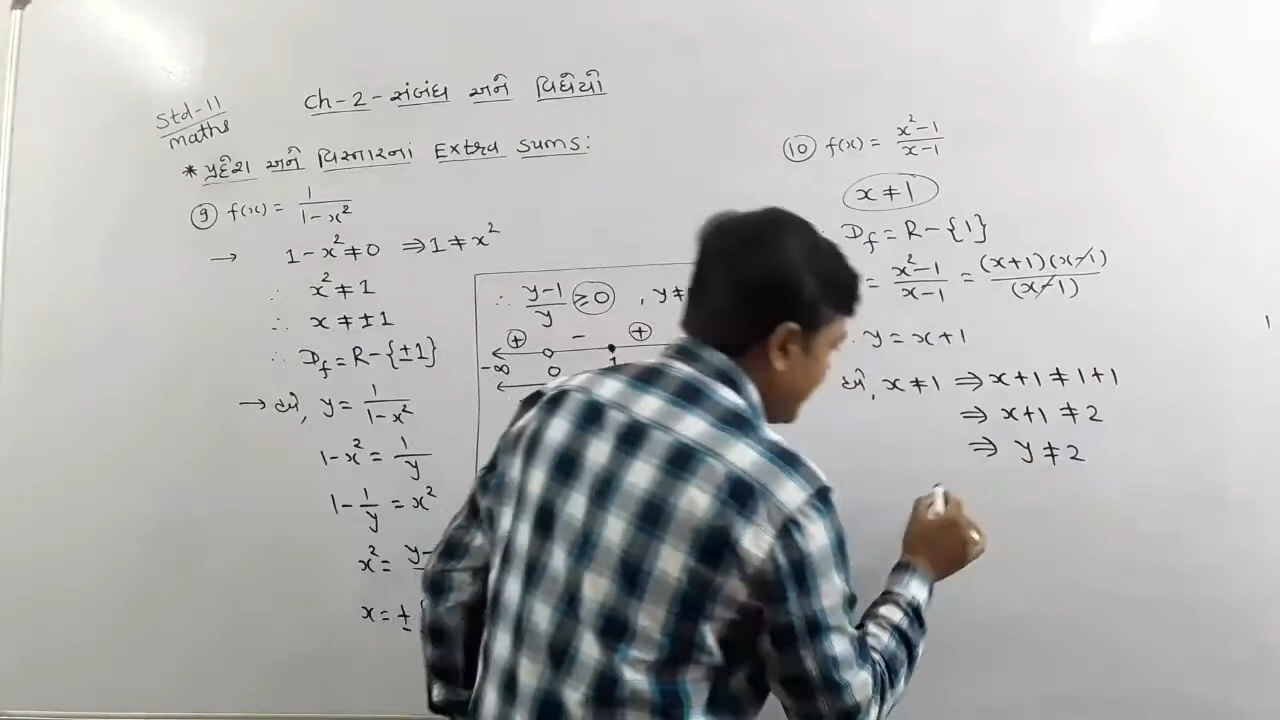 Std-11
maths
Ch-2-સંબંધ અને વિધેયો
* પ્રદેશ અને વિસ્તારનાં Extra Sums:
⑨ f(x) = 1/(1-x²)
→ 1-x² ≠ 0 ⇒ 1 ≠ x²
∴ x² ≠ 1
∴ x ≠ ±1
∴ D_f = R-{±1}
→ હવે, y = 1/(1-x²)
1-x² = 1/y
1-1/y = x²
x² = y-
x = ±
∴ (y-1)/y ≥ 0 , y ≠
+ - +
-∞ 0 1
⑩ f(x) = (x²-1)/(x-1)
x ≠ 1
D_f = R-{1}
= (x²-1)/(x-1) = (x+1)(x-1)/(x-1)
y = x+1
x ≠ 1 ⇒ x+1 ≠ 1+1
⇒ x+1 ≠ 2
⇒ y ≠ 2